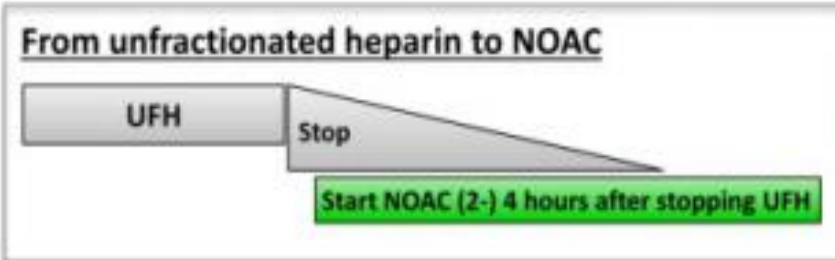 From unfractionated heparin to NOAC
UFH
Stop
Start NOAC (2-) 4 hours after stopping UFH